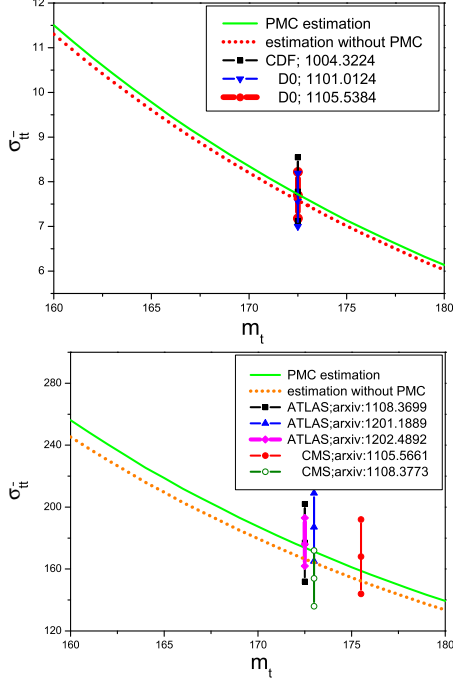 12
11
10
9
8
7
6
160
165
170
175
180
σtt̄
mt
PMC estimation
estimation without PMC
CDF; 1004.3224
D0; 1101.0124
D0; 1105.5384
280
240
200
160
120
160
165
170
175
180
σtt̄
mt
PMC estimation
estimation without PMC
ATLAS;arxiv:1108.3699
ATLAS;arxiv:1201.1889
ATLAS;arxiv:1202.4892
CMS;arxiv:1105.5661
CMS;arxiv:1108.3773